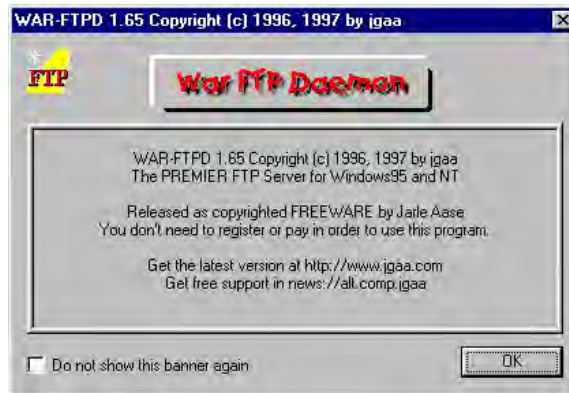 WAR-FTPD 1.65 Copyright (c) 1996, 1997 by jgaa
FTP
War FTP Daemon
WAR-FTPD 1.65 Copyright (c) 1996, 1997 by jgaa
The PREMIER FTP Server for Windows95 and NT
Released as copyrighted FREEWARE by Jarle Aase
You don't need to register or pay in order to use this program.
Get the latest version at http://www.jgaa.com
Get free support in news://alt.comp.jgaa
Do not show this banner again
OK